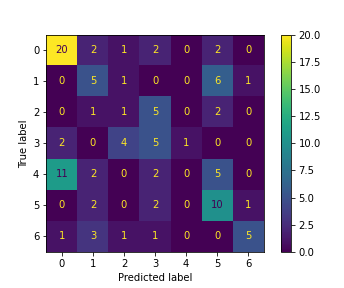 0 20 2 1 2 0 2 0
1 0 5 1 0 0 6 1
2 0 1 1 5 0 2 0
3 2 0 4 5 1 0 0
4 11 2 0 2 0 5 0
5 0 2 0 2 0 10 1
6 1 3 1 1 0 0 5
0 1 2 3 4 5 6
Predicted label
True label
20.0
17.5
15.0
12.5
10.0
7.5
5.0
2.5
0.0